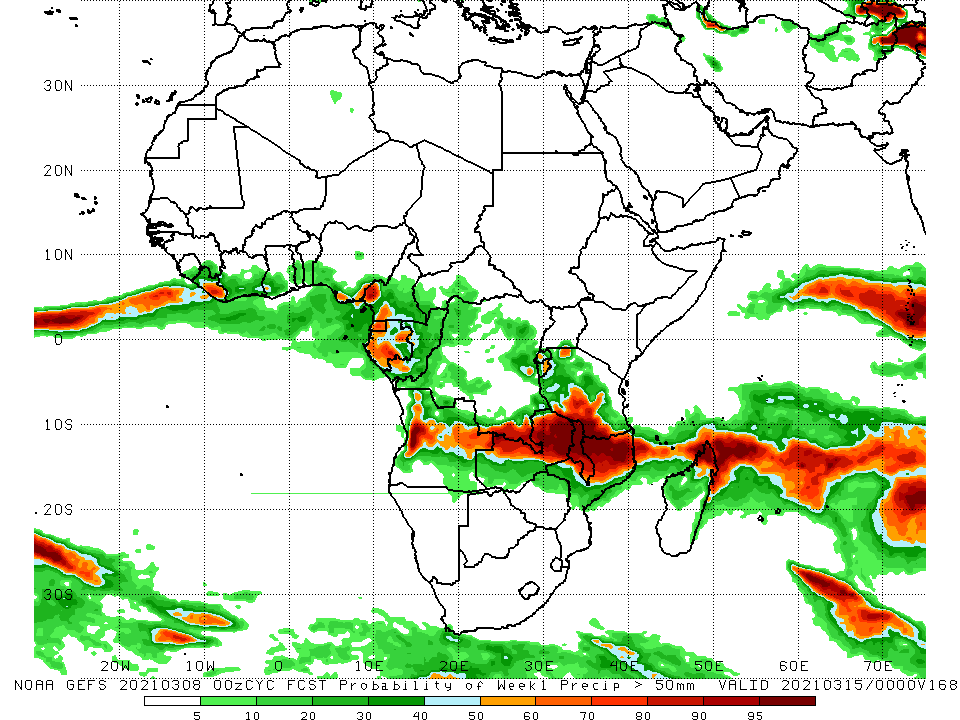 30N
20N
10N
0
10S
20S
30S
20W 10W 0 10E 20E 30E 40E 50E 60E 70E
NOAA GEFS 20210308 00zCYC FCST Probability of Week1 Precip > 50mm VALID 20210315/0000V168
5 10 20 30 40 50 60 70 80 90 95